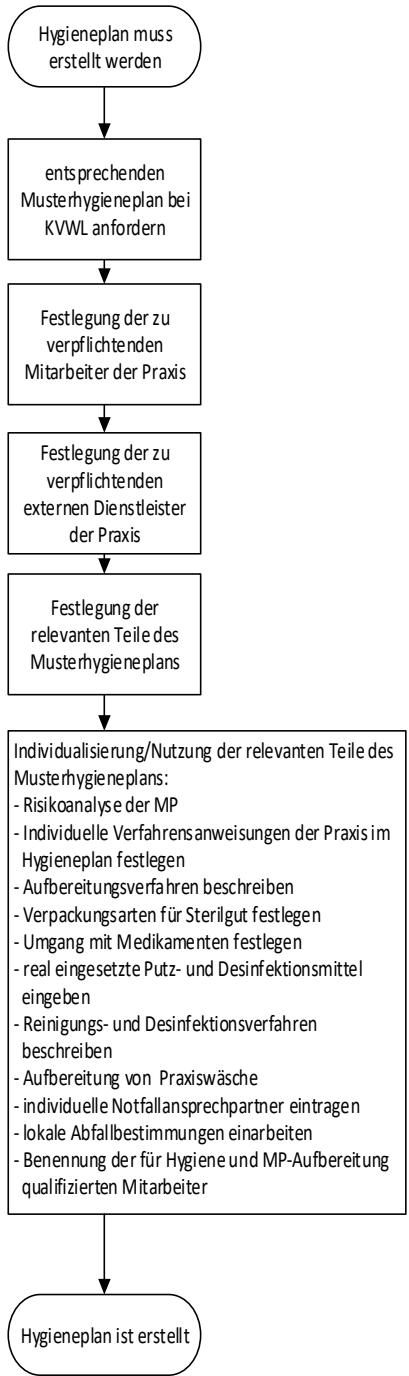 Hygieneplan muss
erstellt werden
entsprechenden
Musterhygieneplan bei
KVWL anfordern
Festlegung der zu
verpflichtenden
Mitarbeiter der Praxis
Festlegung der zu
verpflichtenden
externen Dienstleister
der Praxis
Festlegung der
relevanten Teile des
Musterhygieneplans
Individualisierung/Nutzung der relevanten Teile des
Musterhygieneplans:
- Risikoanalyse der MP
- Individuelle Verfahrensanweisungen der Praxis im
Hygieneplan festlegen
- Aufbereitungsverfahren beschreiben
- Verpackungsarten für Sterilgut festlegen
- Umgang mit Medikamenten festlegen
- real eingesetzte Putz- und Desinfektionsmittel
eingeben
- Reinigungs- und Desinfektionsverfahren
beschreiben
- Aufbereitung von Praxiswäsche
- individuelle Notfallansprechpartner eintragen
- lokale Abfallbestimmungen einarbeiten
- Benennung der für Hygiene und MP-Aufbereitung
qualifizierten Mitarbeiter
Hygieneplan ist erstellt